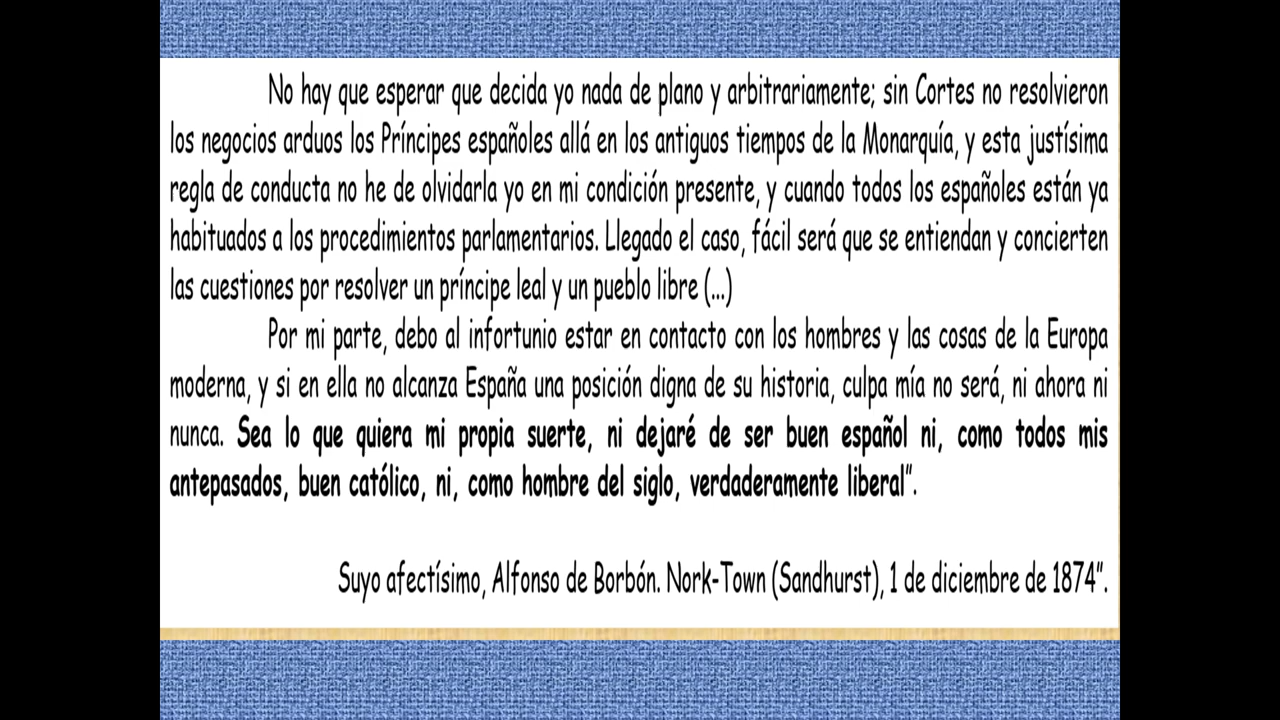 No hay que esperar que decida yo nada de plano y arbitrariamente; sin Cortes no resolvieron
los negocios arduos los Príncipes españoles allá en los antiguos tiempos de la Monarquía, y esta justísima
regla de conducta no he de olvidarla yo en mi condición presente, y cuando todos los españoles están ya
habituados a los procedimientos parlamentarios. Llegado el caso, fácil será que se entiendan y concierten
las cuestiones por resolver un príncipe leal y un pueblo libre (...)
Por mi parte, debo al infortunio estar en contacto con los hombres y las cosas de la Europa
moderna, y si en ella no alcanza España una posición digna de su historia, culpa mía no será, ni ahora ni
nunca. Sea lo que quiera mi propia suerte, ni dejaré de ser buen español ni, como todos mis
antepasados, buen católico, ni, como hombre del siglo, verdaderamente liberal".
Suyo afectísimo, Alfonso de Borbón. Nork-Town (Sandhurst), 1 de diciembre de 1874".